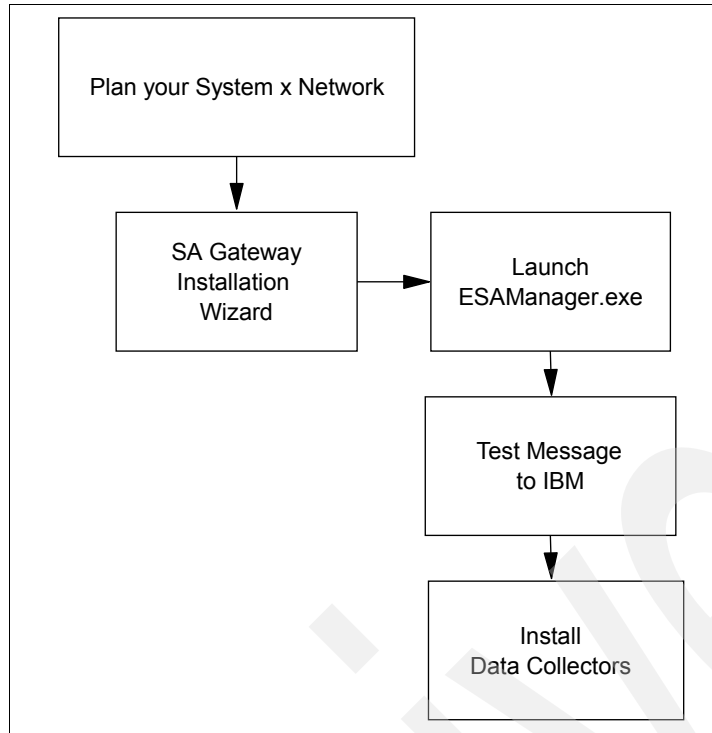 Plan your System x Network
SA Gateway
Installation
Wizard
Launch
ESAManager.exe
Test Message
to IBM
Install
Data Collectors